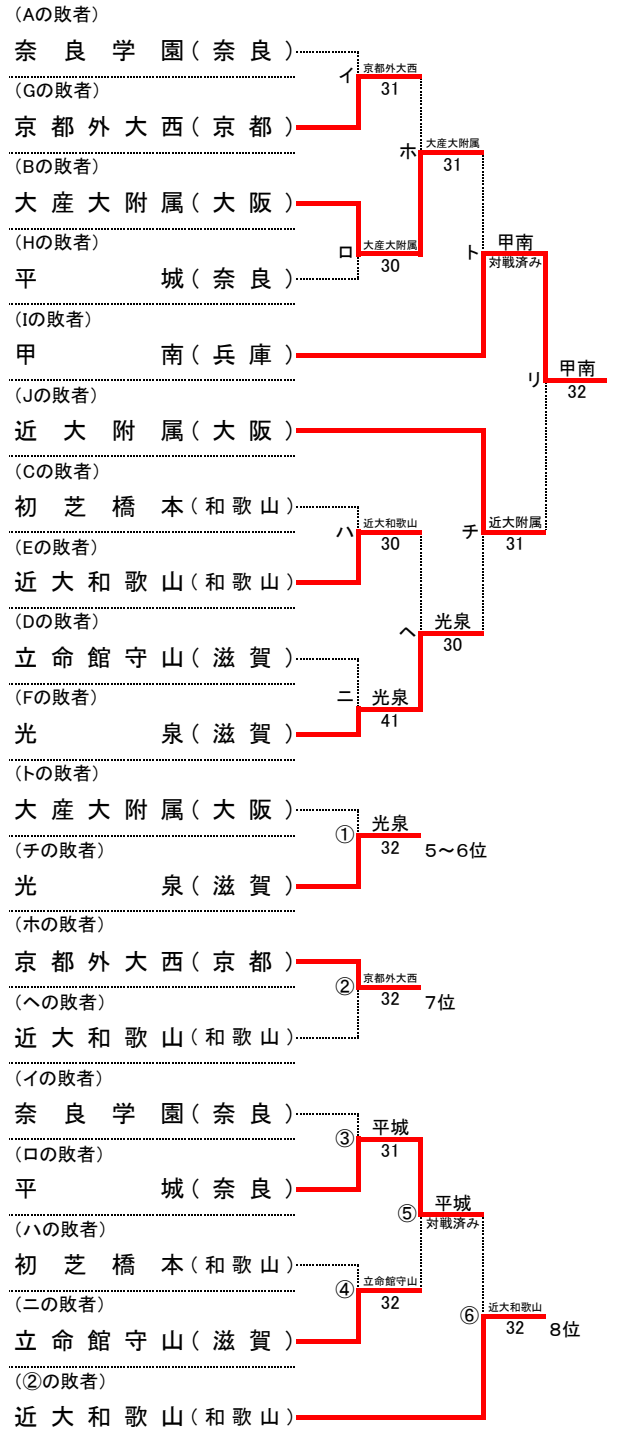 (Aの敗者)
奈良学園(奈良)
イ
京都外大西
31
(Gの敗者)
京都外大西(京都)
ホ
大産大附属
31
(Bの敗者)
大産大附属(大阪)
ロ
大産大附属
30
(Hの敗者)
平城(奈良)
ト
甲南
対戦済み
(Iの敗者)
甲南(兵庫)
リ
甲南
32
(Jの敗者)
近大附属(大阪)
(Cの敗者)
初芝橋本(和歌山)
ハ
近大和歌山
30
チ
近大附属
31
(Eの敗者)
近大和歌山(和歌山)
(Dの敗者)
立命館守山(滋賀)
ヘ
光泉
30
ニ
光泉
41
(Fの敗者)
光泉(滋賀)
(トの敗者)
大産大附属(大阪)
①
光泉
32 5~6位
(チの敗者)
光泉(滋賀)
(ホの敗者)
京都外大西(京都)
②
京都外大西
32 7位
(ヘの敗者)
近大和歌山(和歌山)
(イの敗者)
奈良学園(奈良)
③
平城
31
(ロの敗者)
平城(奈良)
⑤
平城
対戦済み
(ハの敗者)
初芝橋本(和歌山)
④
立命館守山
32
(ニの敗者)
立命館守山(滋賀)
⑥
近大和歌山
32 8位
(②の敗者)
近大和歌山(和歌山)